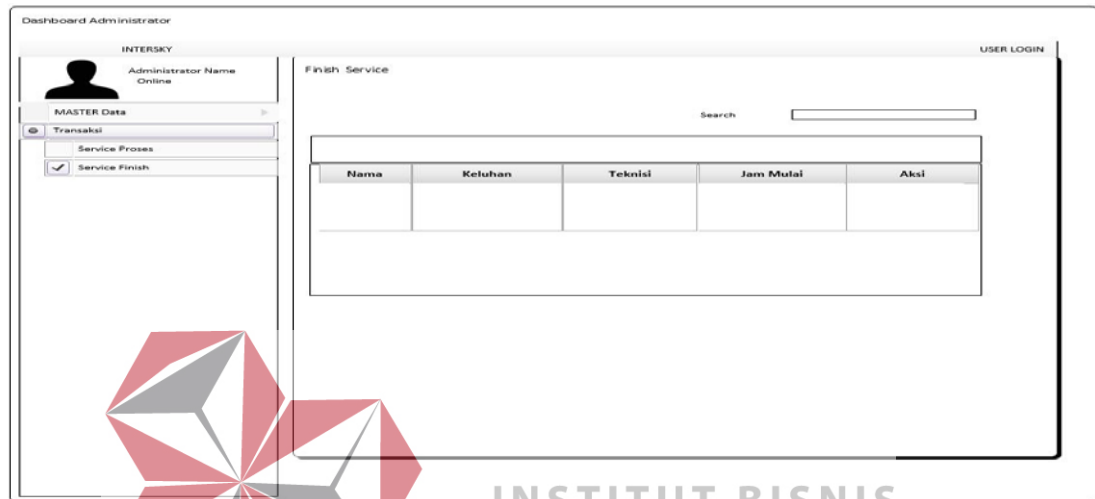 Dashboard Administrator
INTERSKY
USER LOGIN
Administrator Name
Online
MASTER Data
Transaksi
Service Proses
Service Finish
Finish Service
Search
Nama Keluhan Teknisi Jam Mulai Aksi
INSTITUT BISNIS